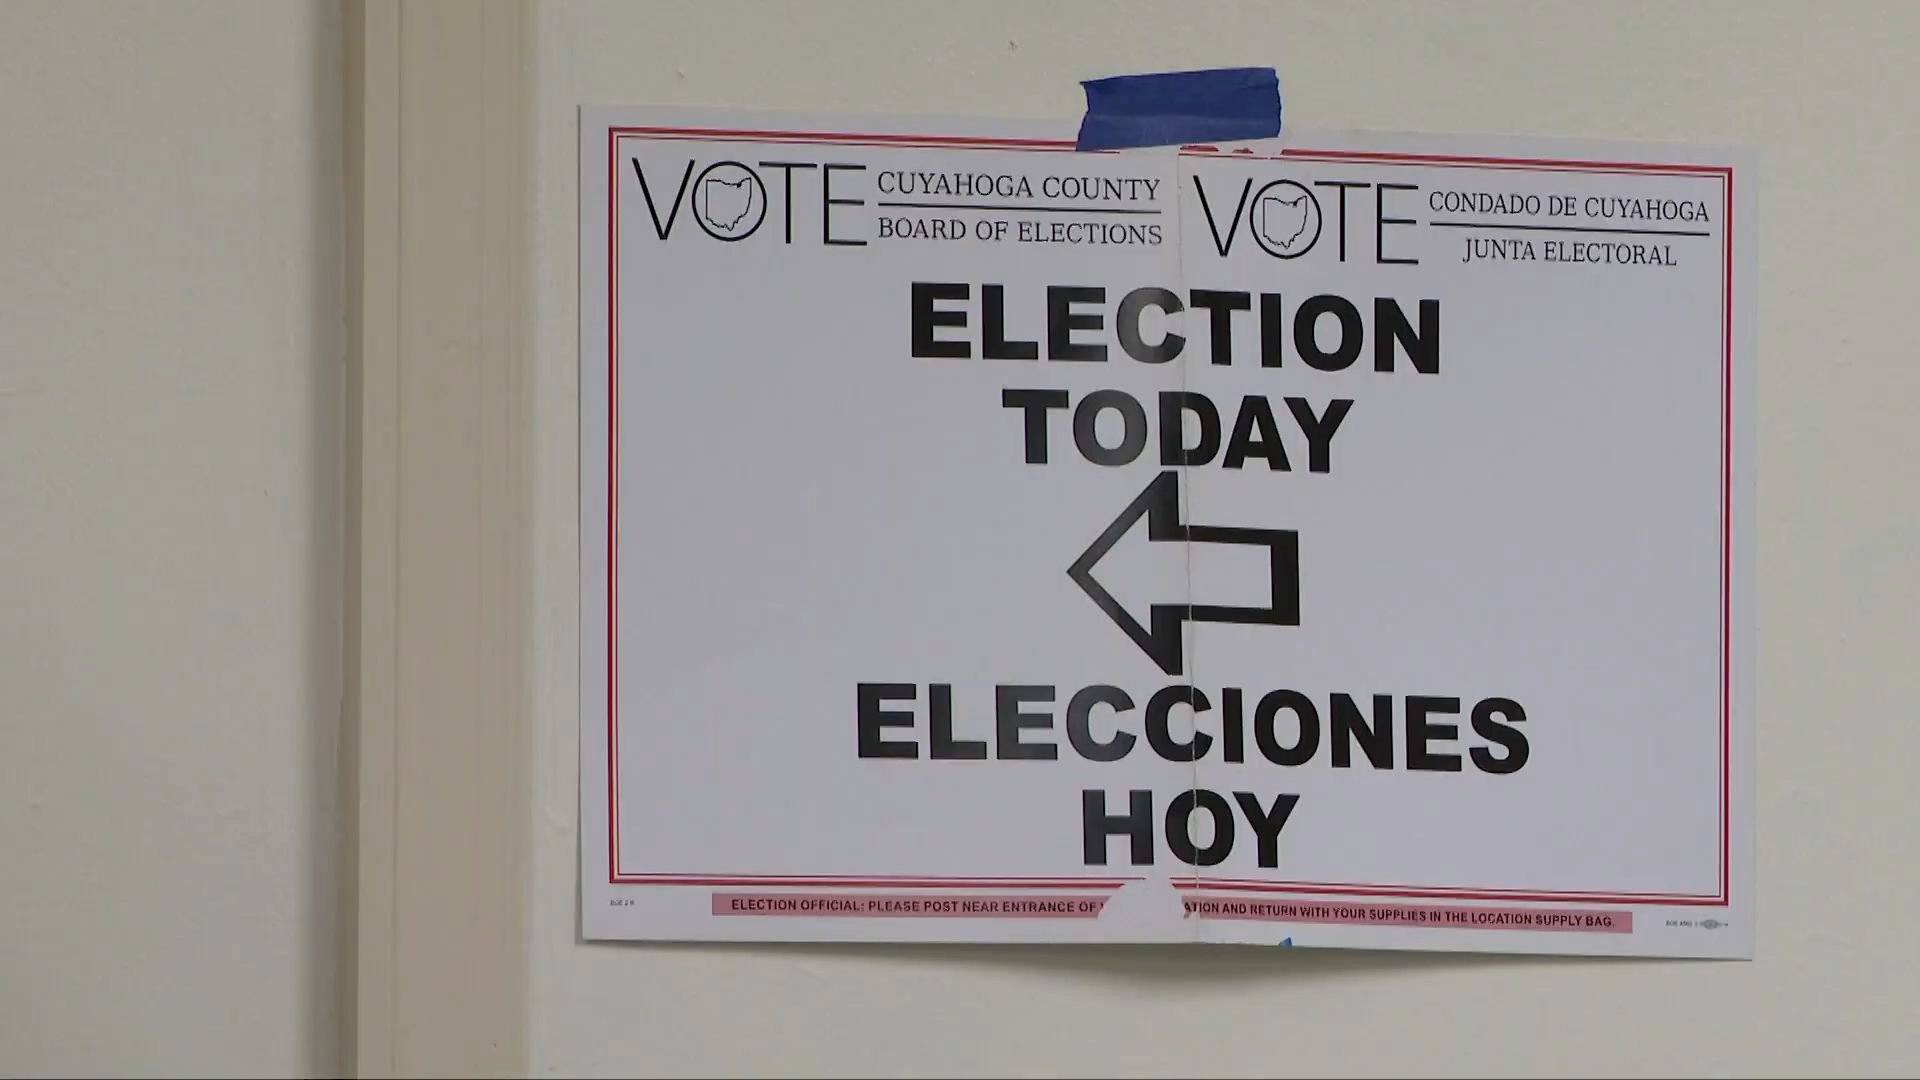 VOTE CUYAHOGA COUNTY
BOARD OF ELECTIONS
VOTE CONDADO DE CUYAHOGA
JUNTA ELECTORAL
ELECTION
TODAY
ELECCIONES
HOY
ELECTION OFFICIAL: PLEASE POST NEAR ENTRANCE OF AND RETURN WITH YOUR SUPPLIES IN THE LOCATION SUPPLY BAG.